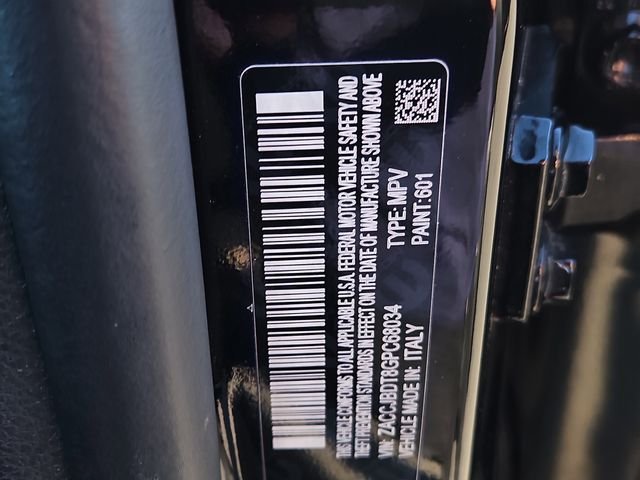 THIS VEHICLE CONFORMS TO ALL APPLICABLE U.S.A. FEDERAL MOTOR VEHICLE SAFETY AND
THEFT PREVENTION STANDARDS IN EFFECT ON THE DATE OF MANUFACTURE SHOWN ABOVE
VIN: ZACCJBDT8GPC68034 TYPE: MPV
VEHICLE MADE IN: ITALY PAINT: 601